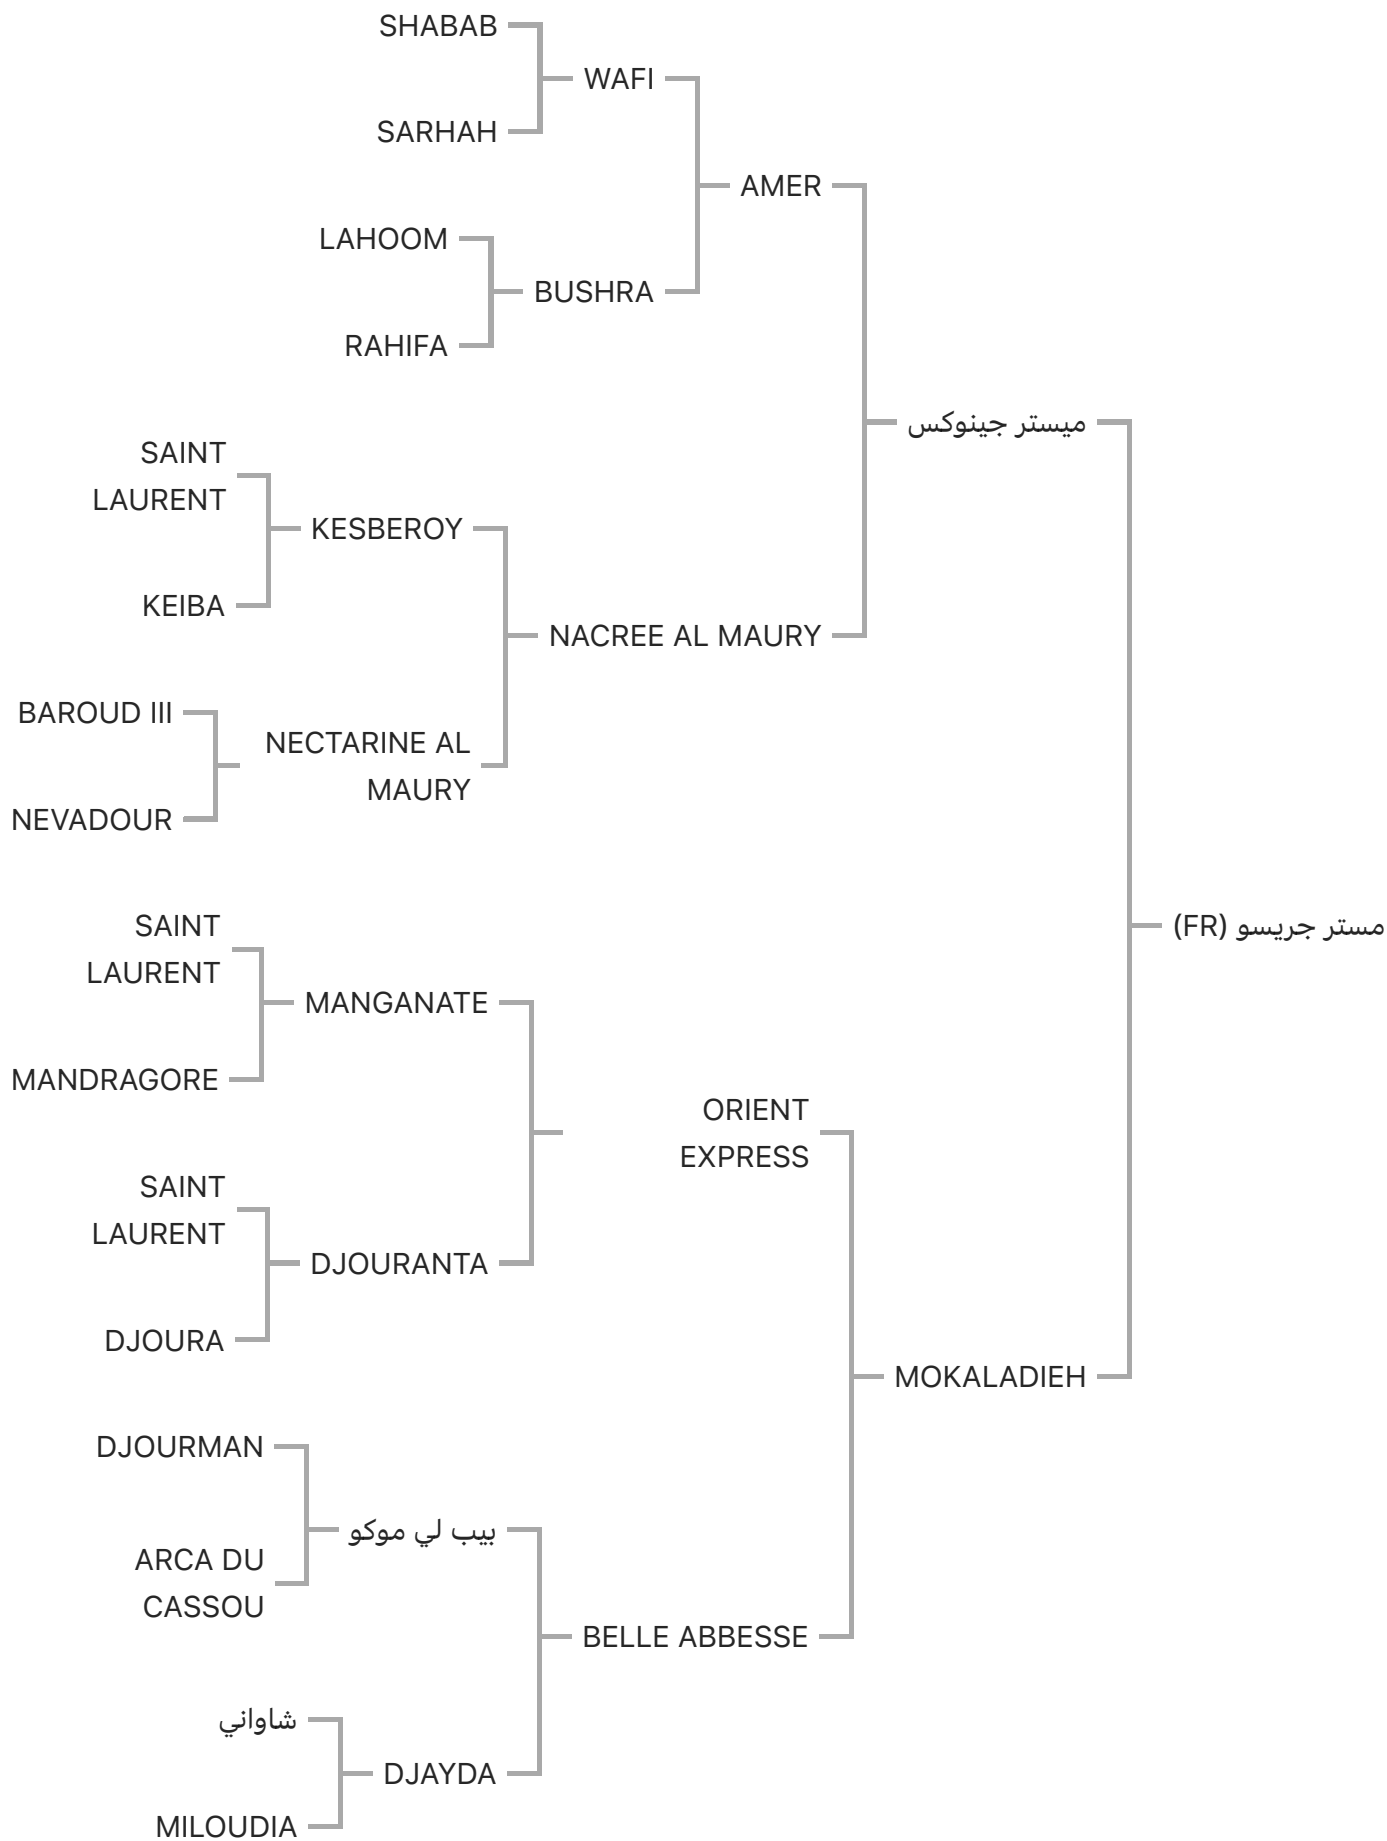 SHABAB
WAFI
SARHAH
AMER
LAHOOM
BUSHRA
RAHIFA
ميستر جينوكس
SAINT
LAURENT
KESBEROY
KEIBA
NACREE AL MAURY
BAROUD III
NECTARINE AL
MAURY
NEVADOUR
مستر جريسو (FR)
SAINT
LAURENT
MANGANATE
MANDRAGORE
ORIENT
EXPRESS
SAINT
LAURENT
DJOURANTA
DJOURA
MOKALADIEH
DJOURMAN
بيب لي موكو
ARCA DU
CASSOU
BELLE ABBESSE
شاواني
DJAYDA
MILOUDIA